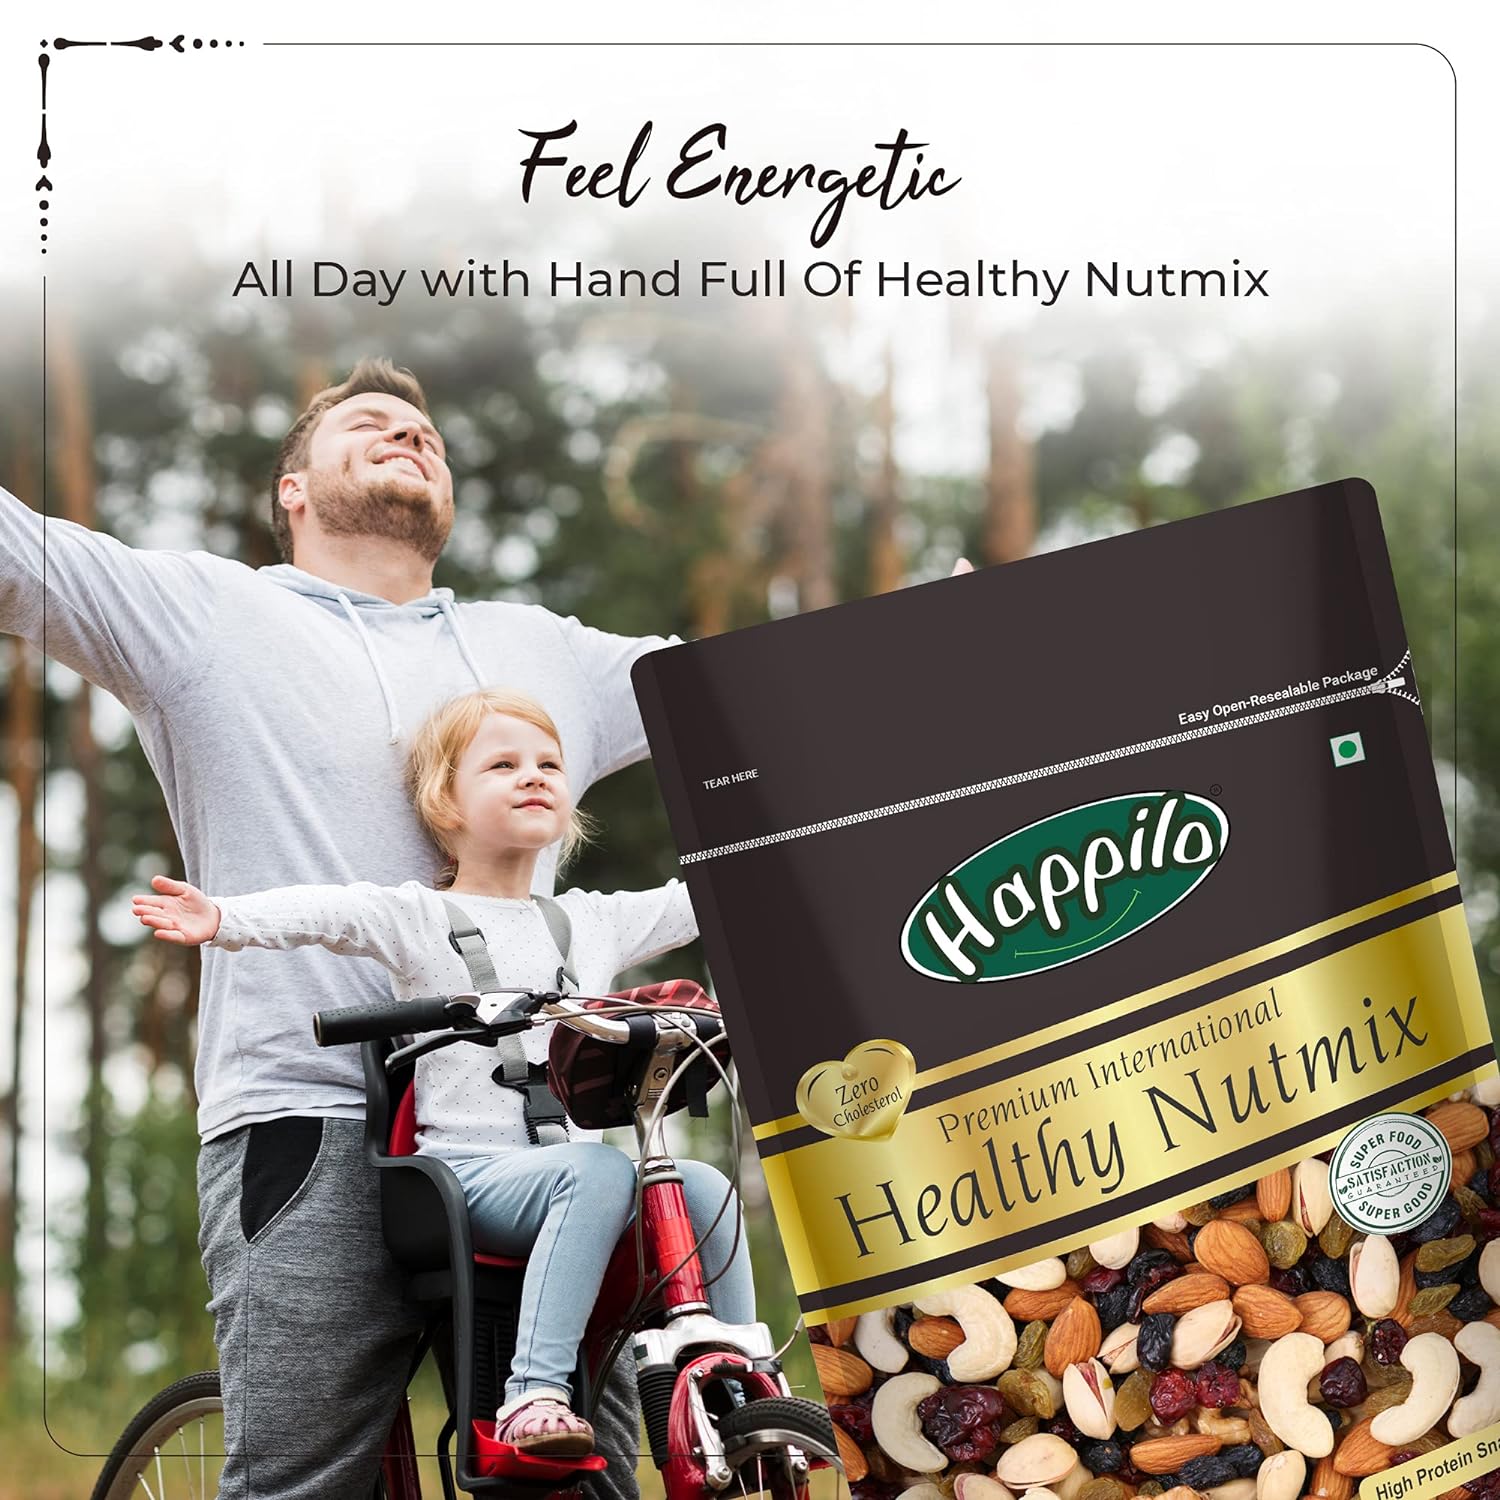 Feel Energetic
All Day with Hand Full Of Healthy Nutmix
Easy Open-Resealable Package
TEAR HERE
Happilo®
Zero
Cholesterol
Premium International
Healthy Nutmix
SUPER FOOD
SATISFACTION
GUARANTEED
SUPER GOOD
High Protein